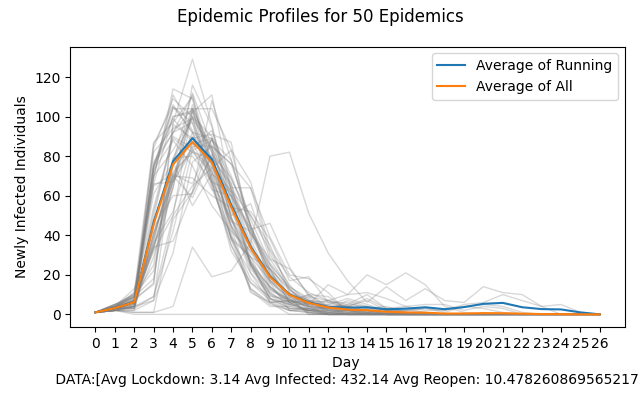 Epidemic Profiles for 50 Epidemics
Average of Running
Average of All
120
100
80
60
40
20
0
Newly Infected Individuals
0 1 2 3 4 5 6 7 8 9 10 11 12 13 14 15 16 17 18 19 20 21 22 23 24 25 26
Day
DATA:[Avg Lockdown: 3.14 Avg Infected: 432.14 Avg Reopen: 10.478260869565217